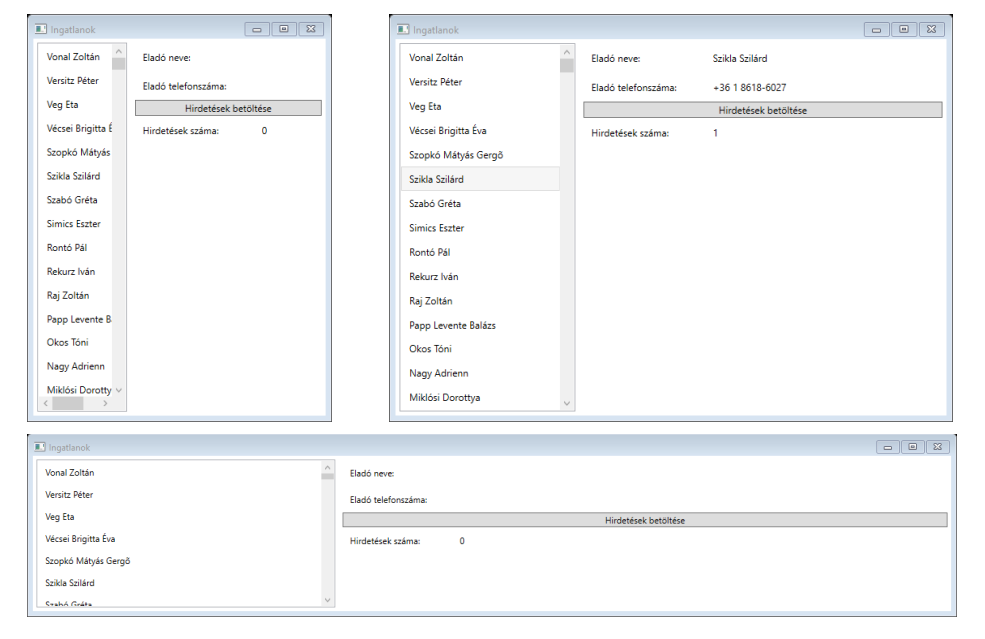 Ingatlanok
Vonal Zoltán
Versitz Péter
Veg Eta
Vécsei Brigitta É
Szopkó Mátyás
Szikla Szilárd
Szabó Gréta
Simics Eszter
Rontó Pál
Rekurz Iván
Raj Zoltán
Papp Levente B
Okos Tóni
Nagy Adrienn
Miklósi Dorotty
Eladó neve:
Eladó telefonszáma:
Hirdetések betöltése
Hirdetések száma: 0
Ingatlanok
Vonal Zoltán
Versitz Péter
Veg Eta
Vécsei Brigitta Éva
Szopkó Mátyás Gergő
Szikla Szilárd
Szabó Gréta
Simics Eszter
Rontó Pál
Rekurz Iván
Raj Zoltán
Papp Levente Balázs
Okos Tóni
Nagy Adrienn
Miklósi Dorottya
Eladó neve: Szikla Szilárd
Eladó telefonszáma: +36 1 8618-6027
Hirdetések betöltése
Hirdetések száma: 1
Ingatlanok
Vonal Zoltán
Versitz Péter
Veg Eta
Vécsei Brigitta Éva
Szopkó Mátyás Gergő
Szikla Szilárd
Szabó Gréta
Eladó neve:
Eladó telefonszáma:
Hirdetések betöltése
Hirdetések száma: 0